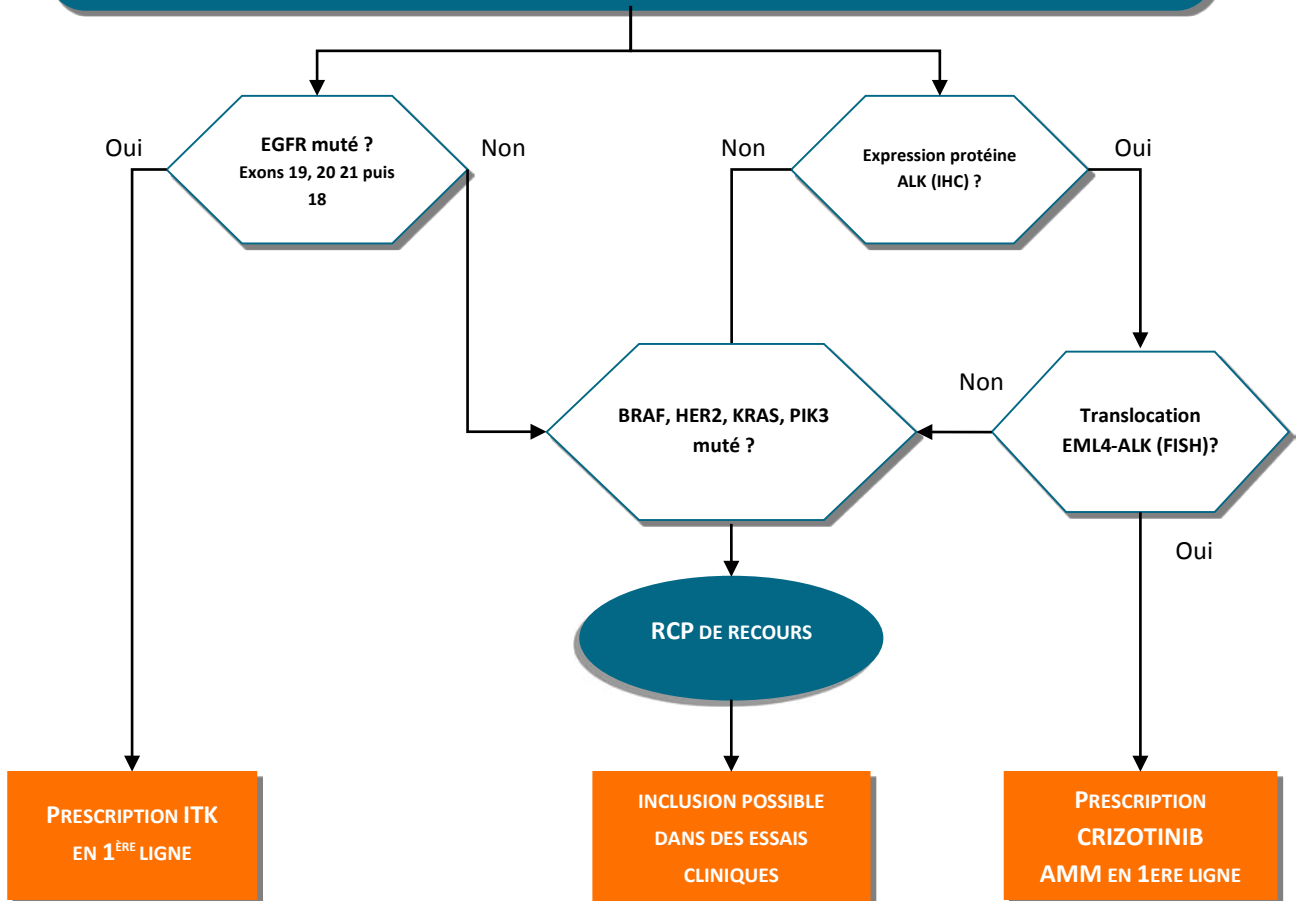 Oui
EGFR muté ?
Exons 19, 20 21 puis
18
Non
Non
Expression protéine
ALK (IHC) ?
Oui
BRAF, HER2, KRAS, PIK3
muté ?
Non
Translocation
EML4-ALK (FISH)?
Oui
RCP DE RECOURS
PRESCRIPTION ITK
EN 1ÈRE LIGNE
INCLUSION POSSIBLE
DANS DES ESSAIS
CLINIQUES
PRESCRIPTION
CRIZOTINIB
AMM EN 1ERE LIGNE